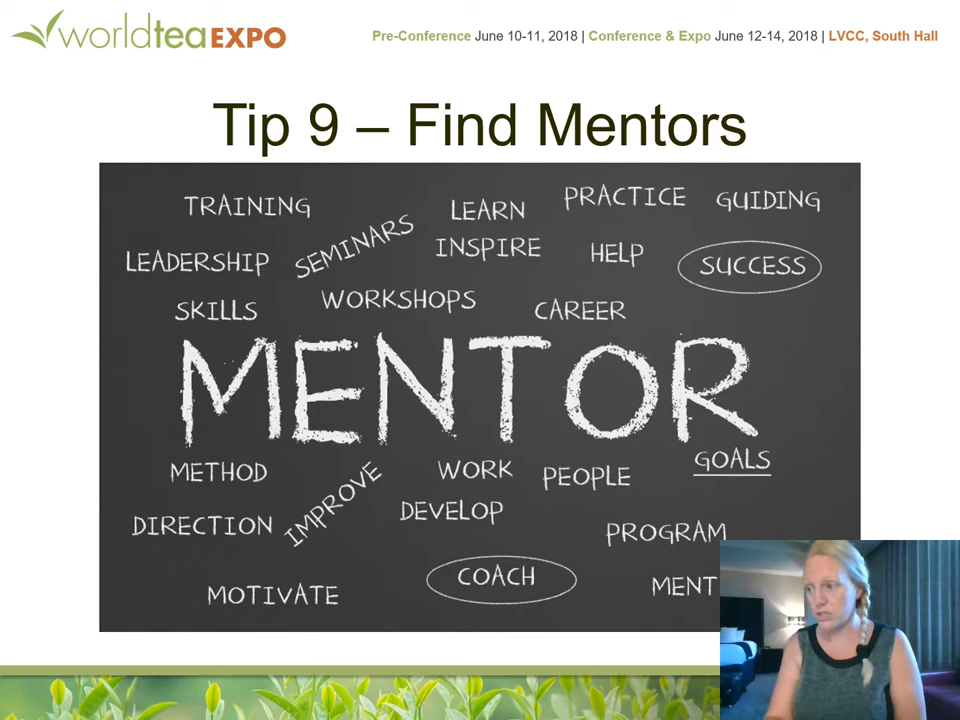 worldteaEXPO
Pre-Conference June 10-11, 2018 | Conference & Expo June 12-14, 2018 | LVCC, South Hall
Tip 9 – Find Mentors
TRAINING
LEARN
PRACTICE
GUIDING
LEADERSHIP
SEMINARS
INSPIRE
HELP
SUCCESS
SKILLS
WORKSHOPS
CAREER
MENTOR
METHOD
IMPROVE
WORK
PEOPLE
GOALS
DIRECTION
DEVELOP
PROGRAM
MOTIVATE
COACH
MENT